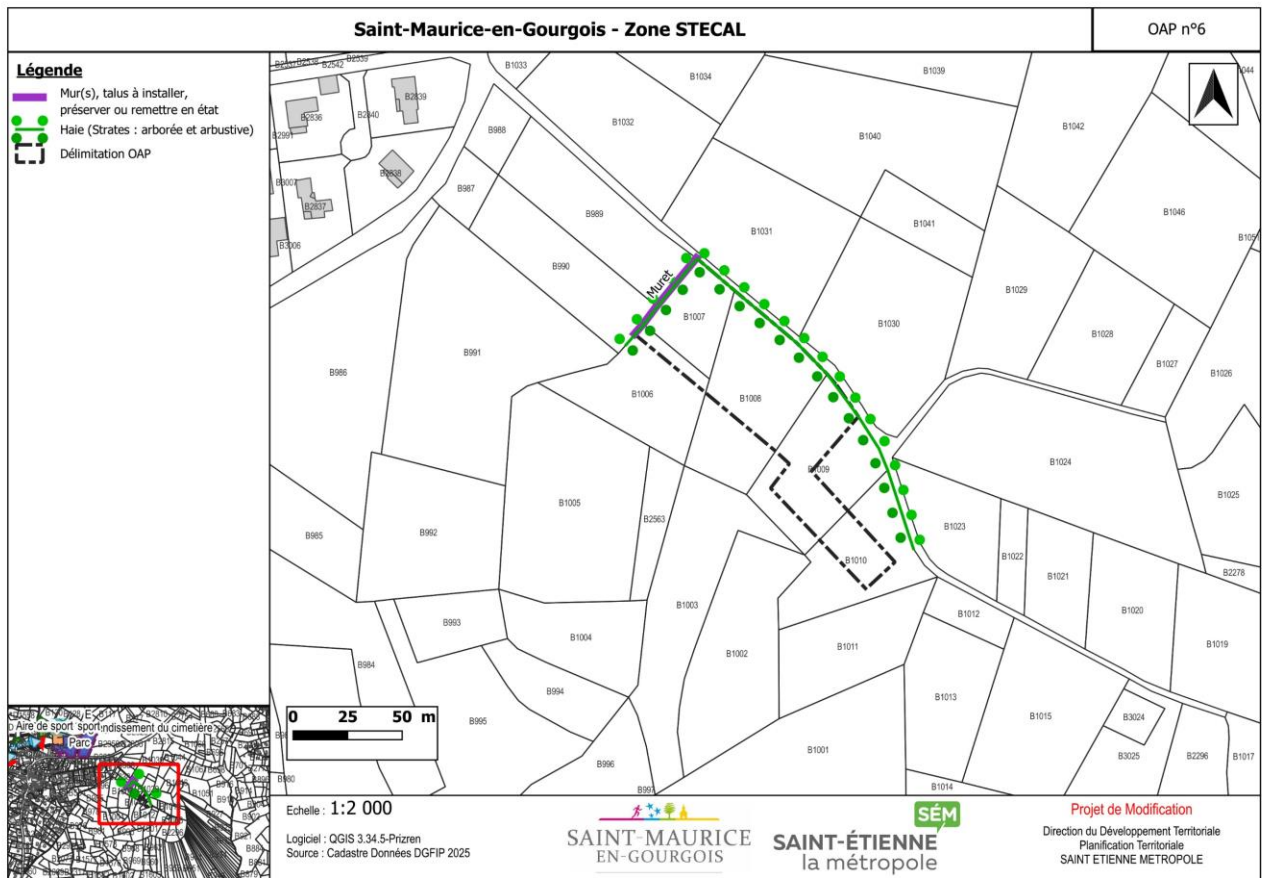 Saint-Maurice-en-Gourgois - Zone STECAL
OAP n°6
Légende
Mur(s), talus à installer,
préserver ou remettre en état
Haie (Strates : arborée et arbustive)
Délimitation OAP
B2542
B2539
B1033
B1034
B1039
B2839
B2836
B2840
B988
B1032
B1040
B1042
B2991
B2838
B3007
B987
B2837
B989
B1041
B1046
B3006
B1031
B990
B1029
Muret
B1007
B1030
B1028
B1027
B1026
B991
B986
B1006
B1008
B1009
B1024
B1025
B1005
B2563
B1023
B992
B985
B1022
B1021
B2278
B1010
B1020
B1003
B1012
B993
B1004
B1019
B1002
B1011
B984
B994
B1013
B1015
B3024
B995
B1001
B3025
B2296
B1017
B996
B997
B1014
0 25 50 m
Aire de sport
Parc
Echelle : 1:2 000
Logiciel : QGIS 3.34.5-Prizren
Source : Cadastre Données DGFIP 2025
SAINT-MAURICE
EN-GOURGOIS
SÉM
SAINT-ÉTIENNE
la métropole
Projet de Modification
Direction du Développement Territoriale
Planification Territoriale
SAINT ETIENNE METROPOLE